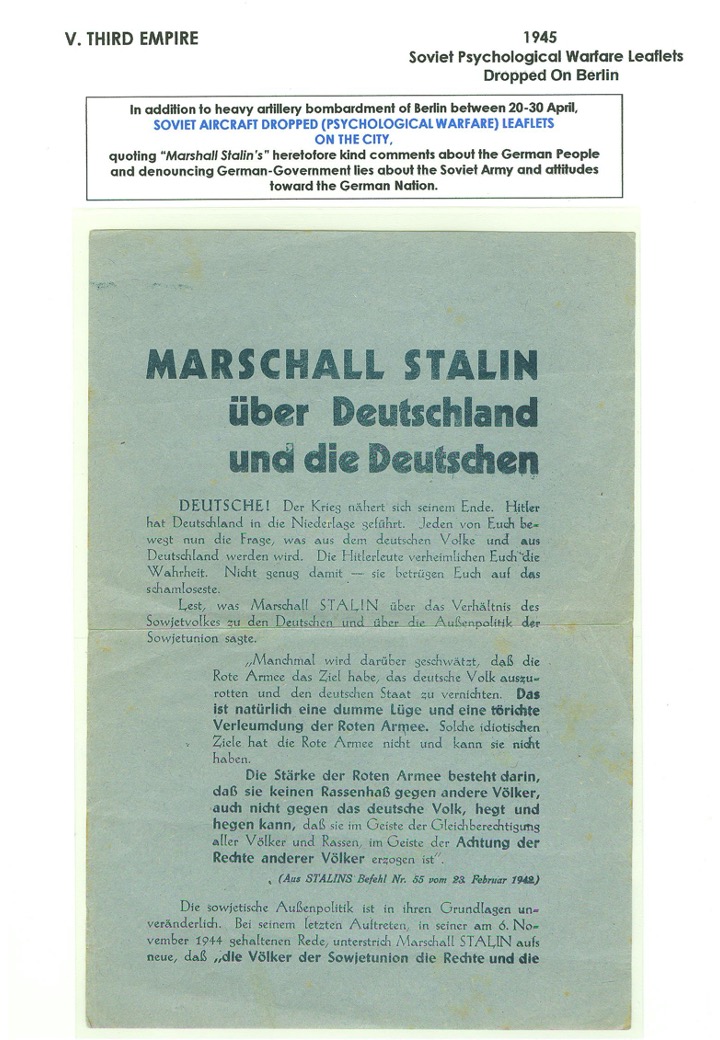 V. THIRD EMPIRE
1945
Soviet Psychological Warfare Leaflets
Dropped On Berlin
In addition to heavy artillery bombardment of Berlin between 20-30 April,
SOVIET AIRCRAFT DROPPED (PSYCHOLOGICAL WARFARE) LEAFLETS
ON THE CITY,
quoting "Marshall Stalin's" heretofore kind comments about the German People
and denouncing German-Government lies about the Soviet Army and attitudes
toward the German Nation.
MARSCHALL STALIN
über Deutschland
und die Deutschen
DEUTSCHE! Der Krieg nähert sich seinem Ende. Hitler
hat Deutschland in die Niederlage geführt. Jeden von Euch be-
wegt nun die Frage, was aus dem deutschen Volke und aus
Deutschland werden wird. Die Hitlerleute verheimlichen Euch die
Wahrheit. Nicht genug damit — sie betrügen Euch auf das
schamloseste.
Lest, was Marschall STALIN über das Verhältnis des
Sowjetvolkes zu den Deutschen und über die Außenpolitik der
Sowjetunion sagte.
„Manchmal wird darüber geschwätzt, daß die
Rote Armee das Ziel habe, das deutsche Volk auszu-
rotten und den deutschen Staat zu vernichten. Das
ist natürlich eine dumme Lüge und eine törichte
Verleumdung der Roten Armee. Solche idiotischen
Ziele hat die Rote Armee nicht und kann sie nicht
haben.
Die Stärke der Roten Armee besteht darin,
daß sie keinen Rassenhaß gegen andere Völker,
auch nicht gegen das deutsche Volk, hegt und
hegen kann, daß sie im Geiste der Gleichberechtigung
aller Völker und Rassen, im Geiste der Achtung der
Rechte anderer Völker erzogen ist".
(Aus STALINS Befehl Nr. 55 vom 23. Februar 1942)
Die sowjetische Außenpolitik ist in ihren Grundlagen un-
veränderlich. Bei seinem letzten Auftreten, in seiner am 6. No-
vember 1944 gehaltenen Rede, unterstrich Marschall STALIN aufs
neue, daß „die Völker der Sowjetunion die Rechte und die